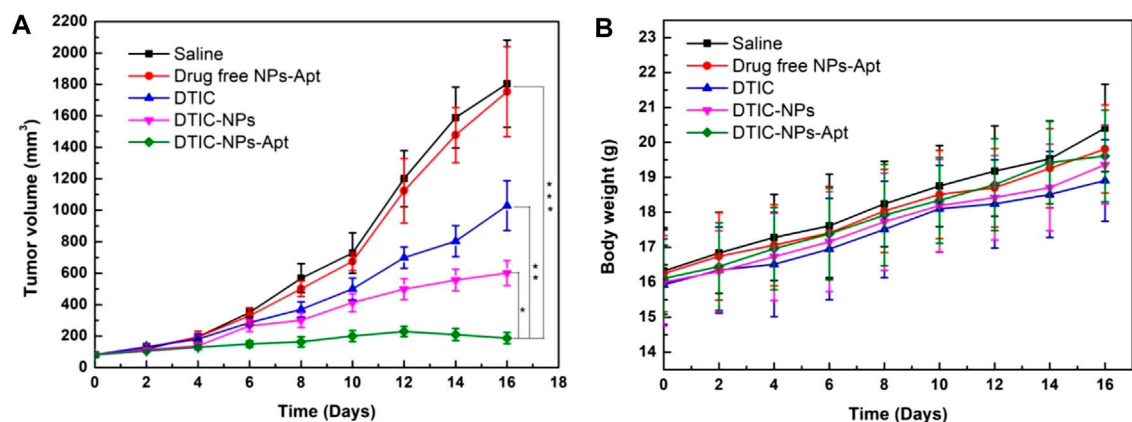 A
Tumor volume (mm³)
2200
2000
1800
1600
1400
1200
1000
800
600
400
200
0
Saline
Drug free NPs-Apt
DTIC
DTIC-NPs
DTIC-NPs-Apt
***
**
*
0 2 4 6 8 10 12 14 16 18
Time (Days)
B
Body weight (g)
23
22
21
20
19
18
17
16
15
14
Saline
Drug free NPs-Apt
DTIC
DTIC-NPs
DTIC-NPs-Apt
0 2 4 6 8 10 12 14 16
Time (Days)